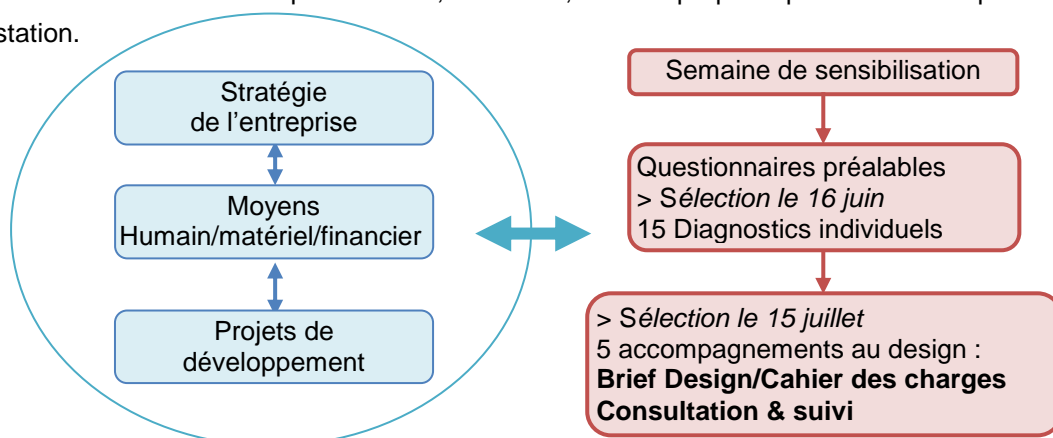 station.
Stratégie
de l'entreprise
Moyens
Humain/matériel/financier
Projets de
développement
Semaine de sensibilisation
Questionnaires préalables
> Sélection le 16 juin
15 Diagnostics individuels
> Sélection le 15 juillet
5 accompagnements au design :
Brief Design/Cahier des charges
Consultation & suivi